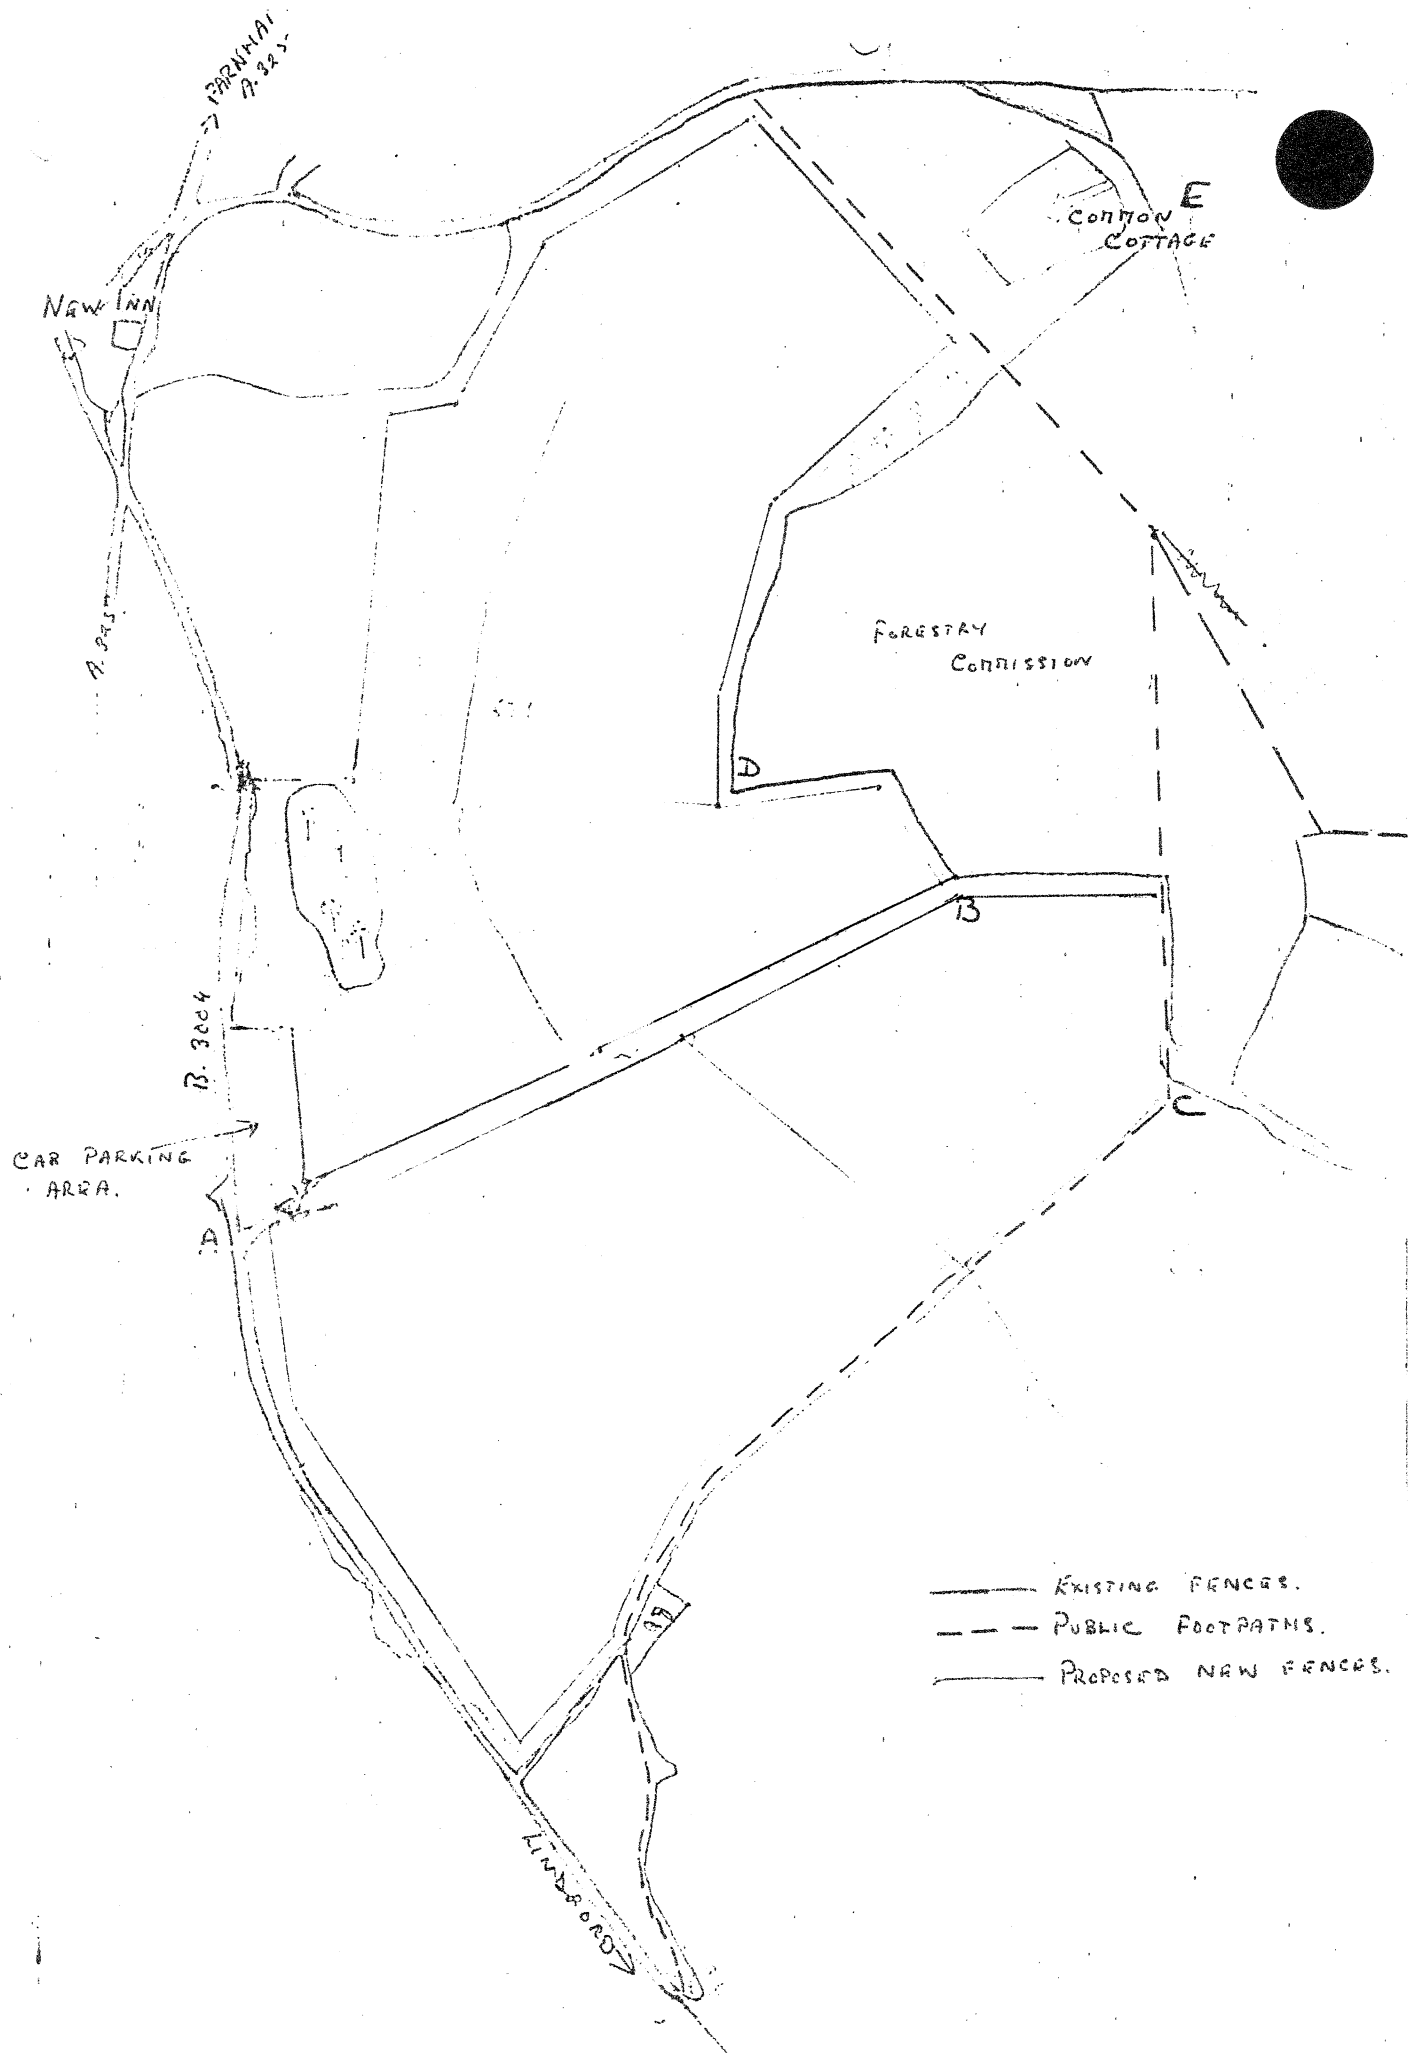 FARNHAM
A.325
E
COMMON
COTTAGE
NEW INN
A.325
FORESTRY
COMMISSION
D
B
B.3004
C
CAR PARKING
AREA.
A
EXISTING FENCES.
PUBLIC FOOTPATHS.
PROPOSED NEW FENCES.
LINDFORD